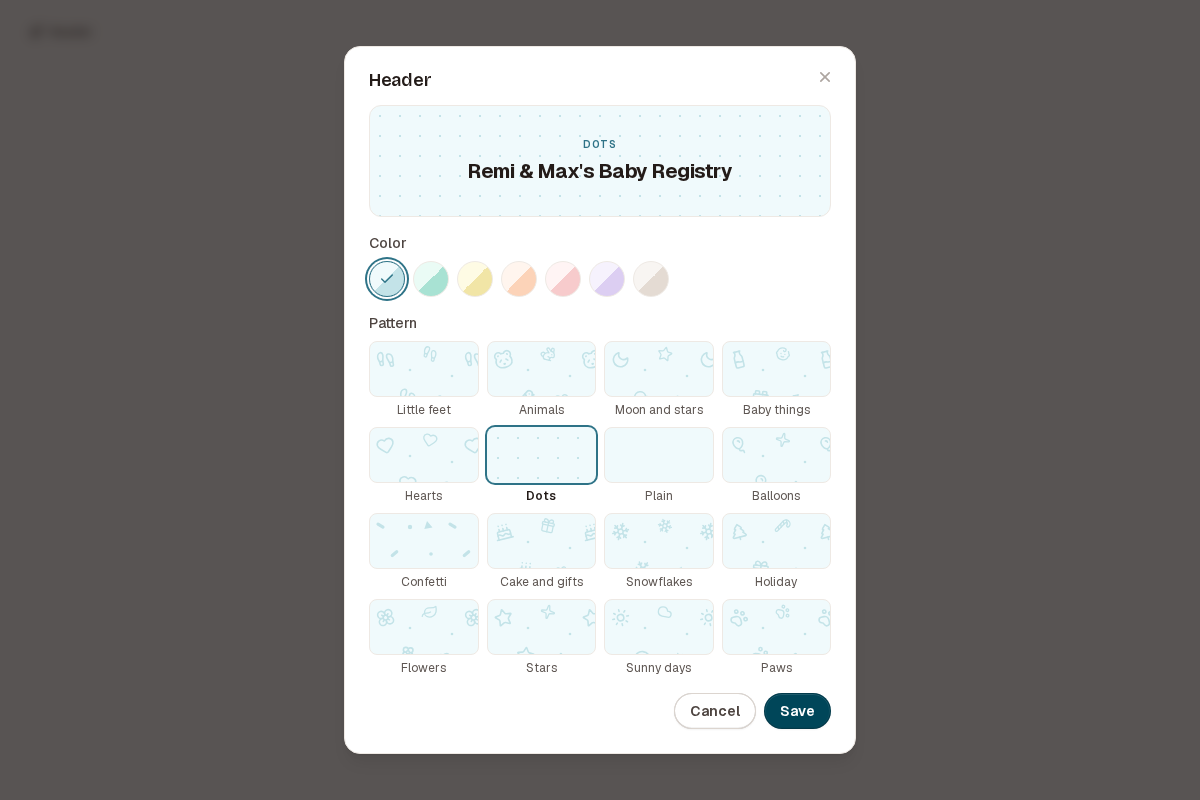 Header
DOTS
Remi & Max's Baby Registry
Color
Pattern
Little feet
Animals
Moon and stars
Baby things
Hearts
Dots
Plain
Balloons
Confetti
Cake and gifts
Snowflakes
Holiday
Flowers
Stars
Sunny days
Paws
Cancel
Save